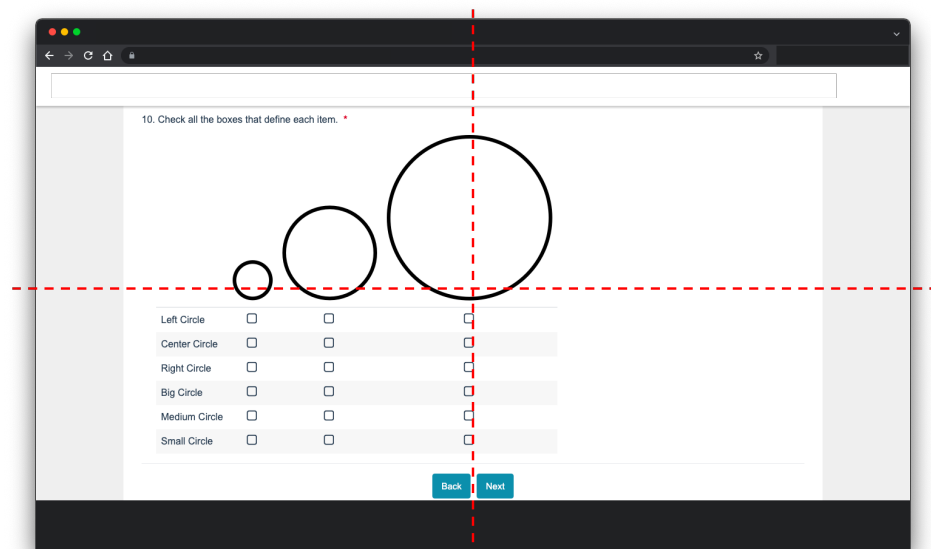 10. Check all the boxes that define each item. *
Left Circle
Center Circle
Right Circle
Big Circle
Medium Circle
Small Circle
Back Next